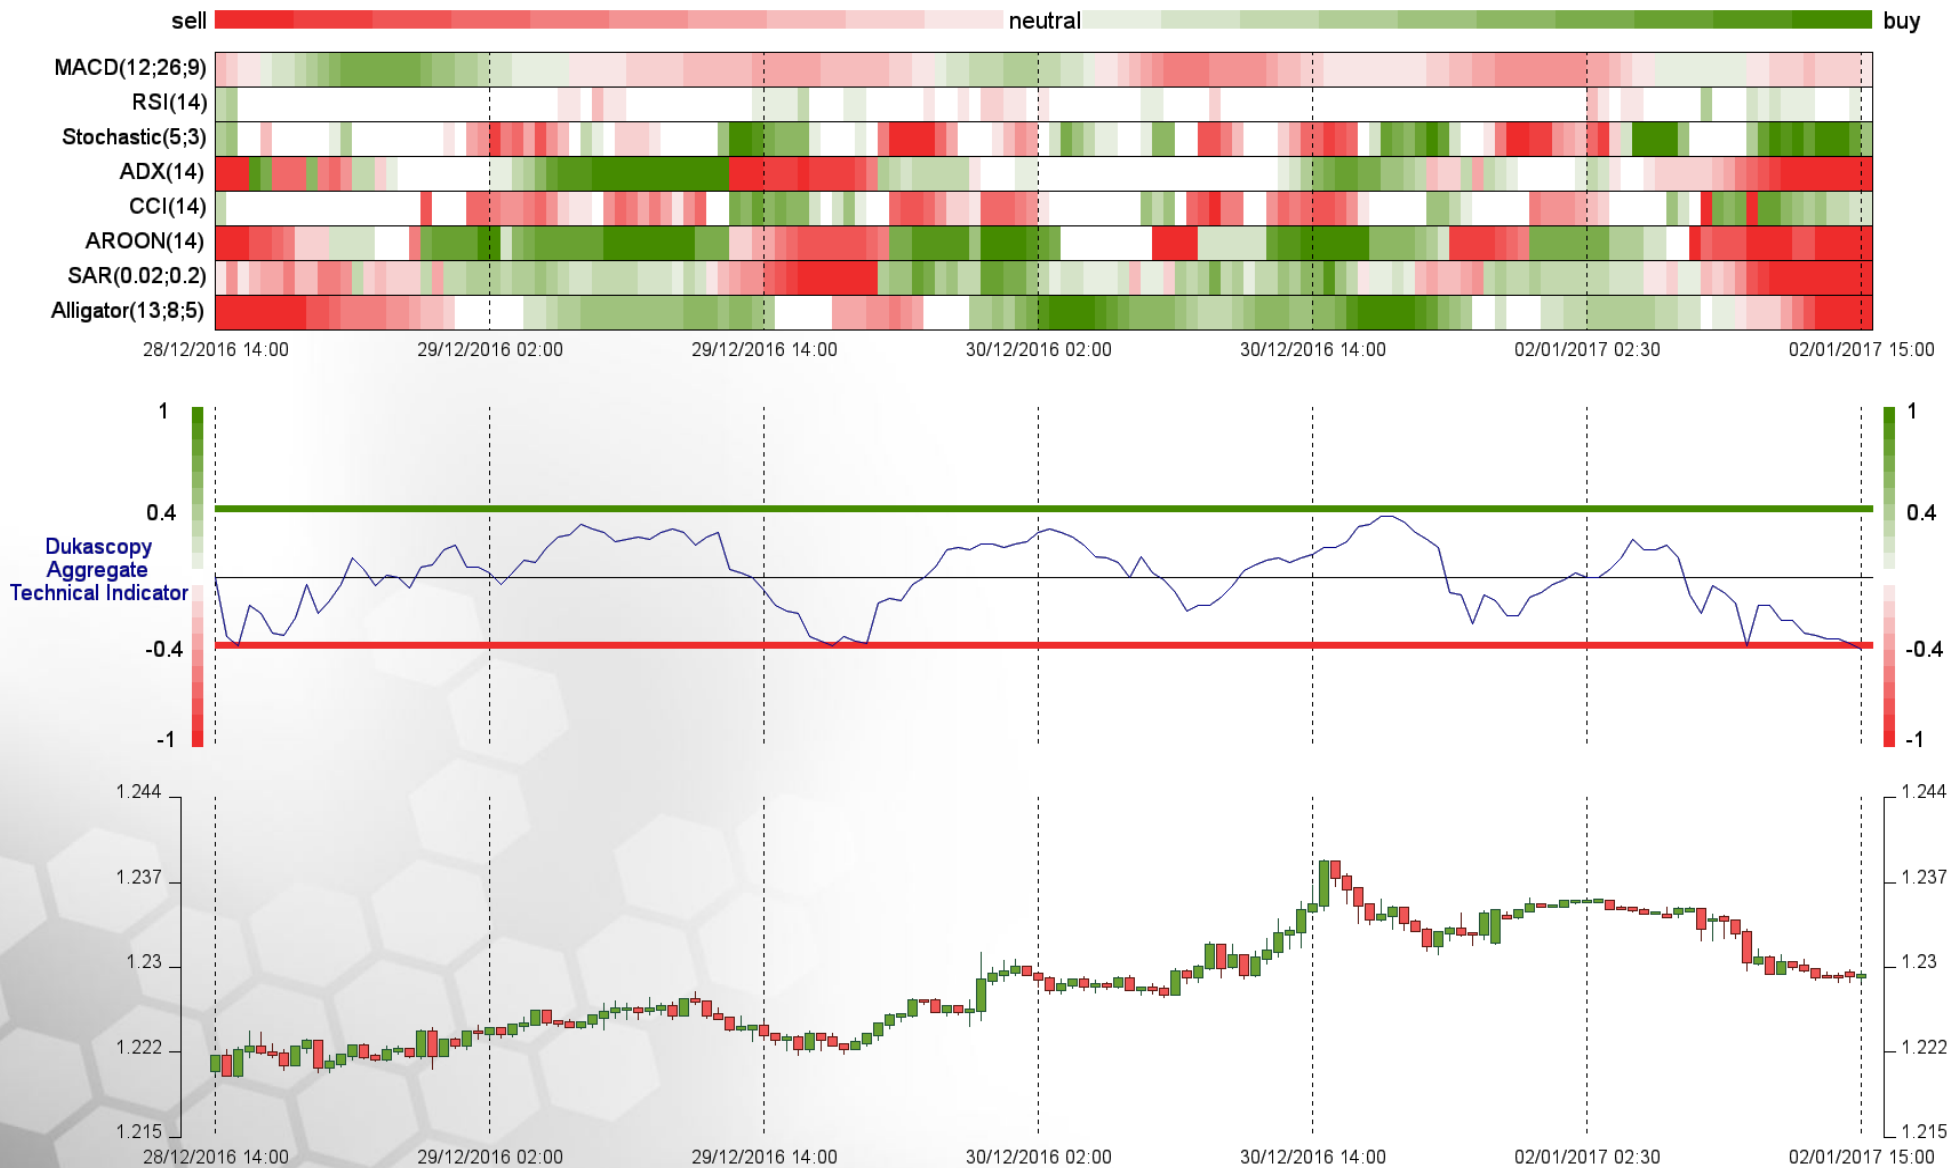 sell neutral buy
MACD(12;26;9)
RSI(14)
Stochastic(5;3)
ADX(14)
CCI(14)
AROON(14)
SAR(0.02;0.2)
Alligator(13;8;5)
28/12/2016 14:00 29/12/2016 02:00 29/12/2016 14:00 30/12/2016 02:00 30/12/2016 14:00 02/01/2017 02:30 02/01/2017 15:00
1 1
0.4 0.4
Dukascopy
Aggregate
Technical Indicator
-0.4 -0.4
-1 -1
1.244 1.244
1.237 1.237
1.23 1.23
1.222 1.222
1.215 1.215
28/12/2016 14:00 29/12/2016 02:00 29/12/2016 14:00 30/12/2016 02:00 30/12/2016 14:00 02/01/2017 02:30 02/01/2017 15:00